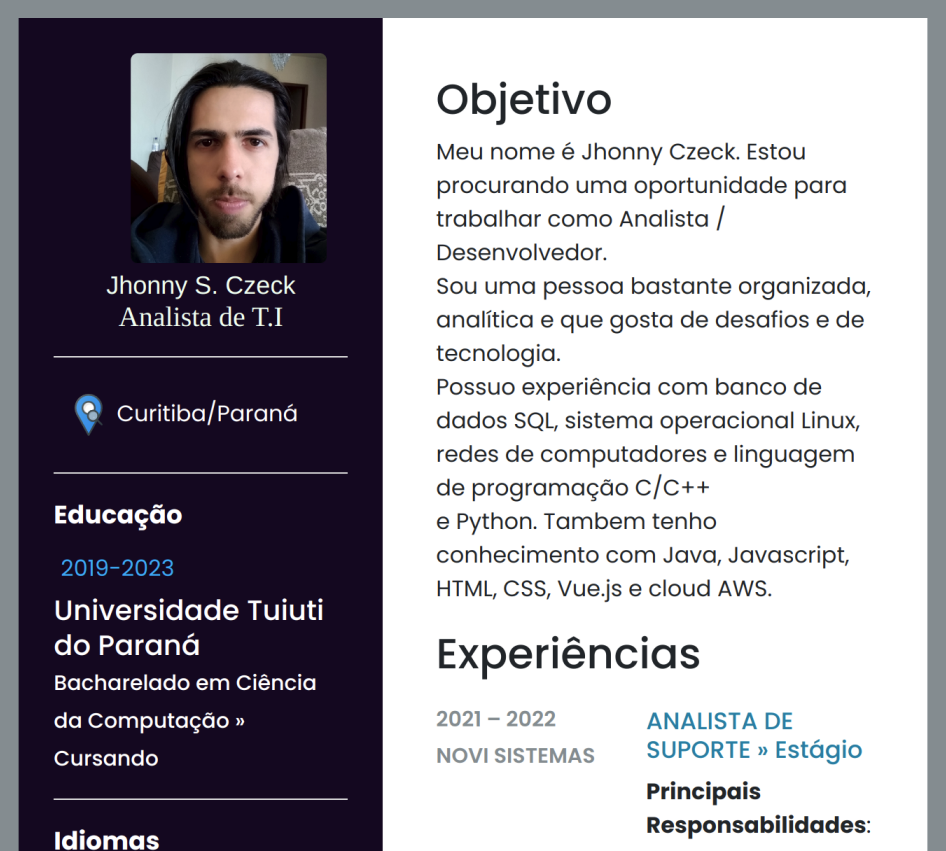 Jhonny S. Czeck
Analista de T.I
Curitiba/Paraná
Educação
2019-2023
Universidade Tuiuti
do Paraná
Bacharelado em Ciência
da Computação »
Cursando
Idiomas
Objetivo
Meu nome é Jhonny Czeck. Estou
procurando uma oportunidade para
trabalhar como Analista /
Desenvolvedor.
Sou uma pessoa bastante organizada,
analítica e que gosta de desafios e de
tecnologia.
Possuo experiência com banco de
dados SQL, sistema operacional Linux,
redes de computadores e linguagem
de programação C/C++
e Python. Tambem tenho
conhecimento com Java, Javascript,
HTML, CSS, Vue.js e cloud AWS.
Experiências
2021 – 2022
NOVI SISTEMAS
ANALISTA DE
SUPORTE » Estágio
Principais
Responsabilidades: